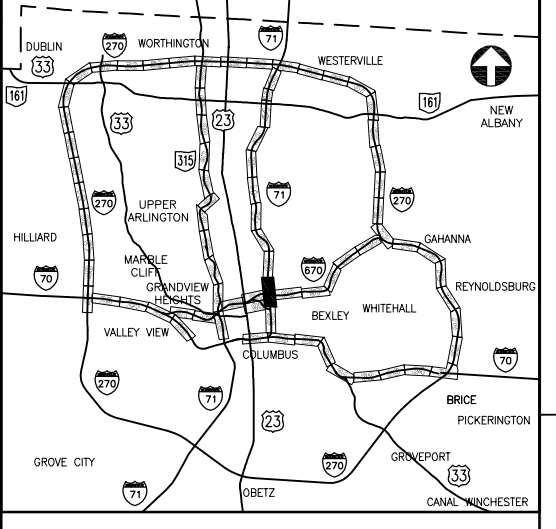 DUBLIN
33
270
WORTHINGTON
71
WESTERVILLE
161
33
23
161
NEW
ALBANY
315
270
UPPER
ARLINGTON
71
270
HILLIARD
GAHANNA
70
MARBLE
CLIFF
670
GRANDVIEW
HEIGHTS
REYNOLDSBURG
BEXLEY
WHITEHALL
VALLEY VIEW
COLUMBUS
70
270
71
23
BRICE
PICKERINGTON
GROVE CITY
270
GROVEPORT
33
71
OBETZ
CANAL WINCHESTER